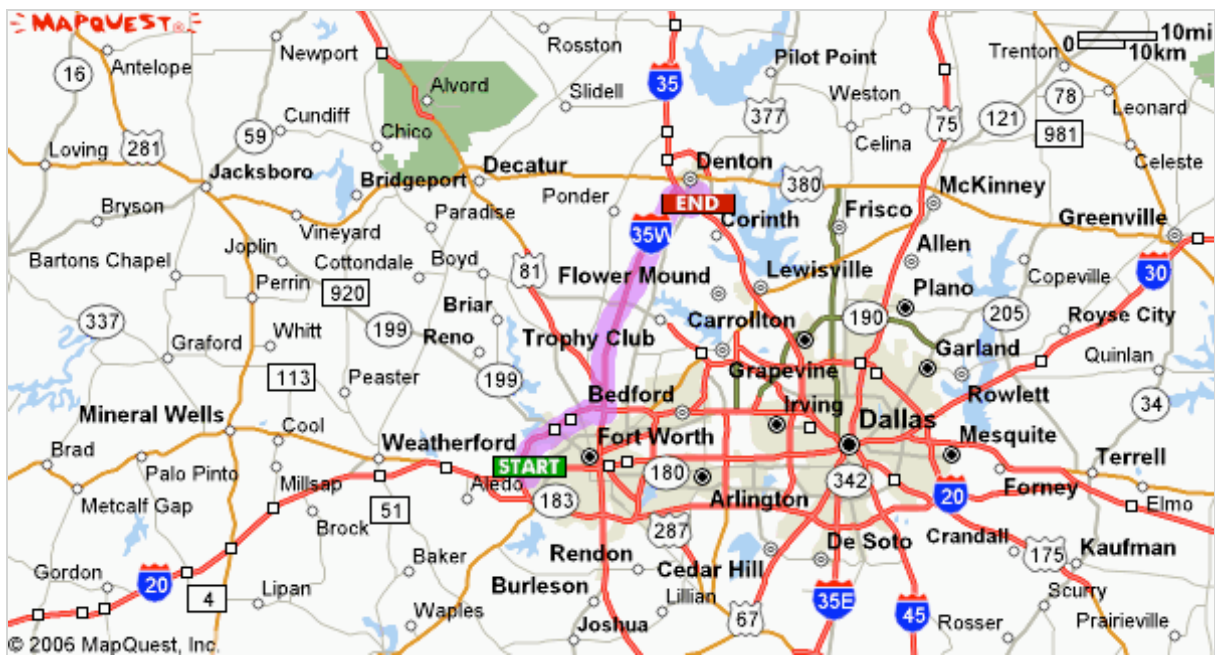 MAPQUEST
Rosston
10mi
Newport
Pilot Point
Trenton
0
10km
Antelope
16
35
78
Alvord
Slidell
Weston
Leonard
59
Cundiff
377
75
121
981
281
Chico
Celina
Loving
Decatur
Denton
Celeste
Jacksboro
Bridgeport
Ponder
380
McKinney
END
Bryson
Paradise
Corinth
Frisco
Greenville
Vineyard
35W
Joplin
Allen
Bartons Chapel
Cottondale
Boyd
81
Flower Mound
Lewisville
Copeville
30
Perrin
920
Plano
Briar
205
337
Whitt
199
Reno
Trophy Club
Carrollton
190
Royse City
Graford
Garland
Quinlan
113
Peaster
199
Grapevine
Bedford
Irving
Rowlett
34
Mineral Wells
Cool
Weatherford
Fort Worth
Dallas
Mesquite
Brad
START
Palo Pinto
180
Terrell
Millsap
Aledo
183
Arlington
342
20
Forney
Elmo
Metcalf Gap
51
Brock
287
De Soto
Crandall
175
Kaufman
Baker
Rendon
Cedar Hill
Gordon
20
4
Lipan
Burleson
Lillian
35E
45
Scurry
Waples
67
Joshua
Rosser
Prairieville
© 2006 MapQuest, Inc.